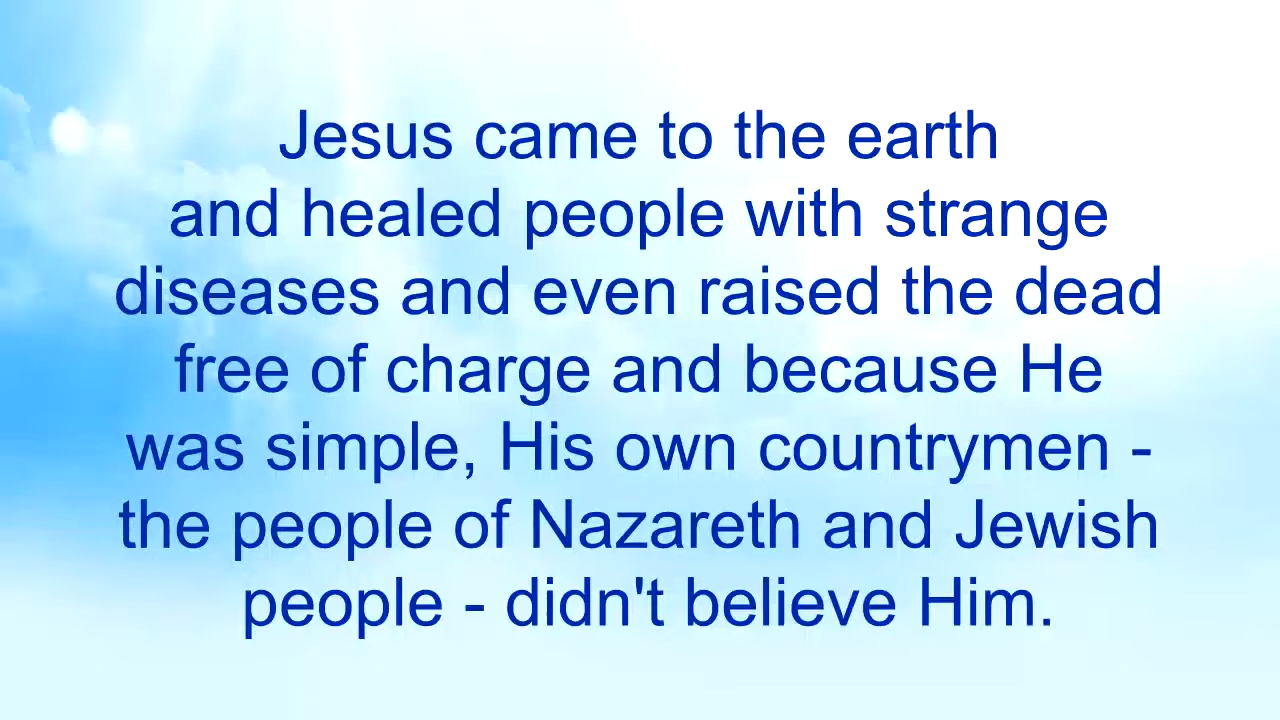 Jesus came to the earth
and healed people with strange
diseases and even raised the dead
free of charge and because He
was simple, His own countrymen -
the people of Nazareth and Jewish
people - didn't believe Him.